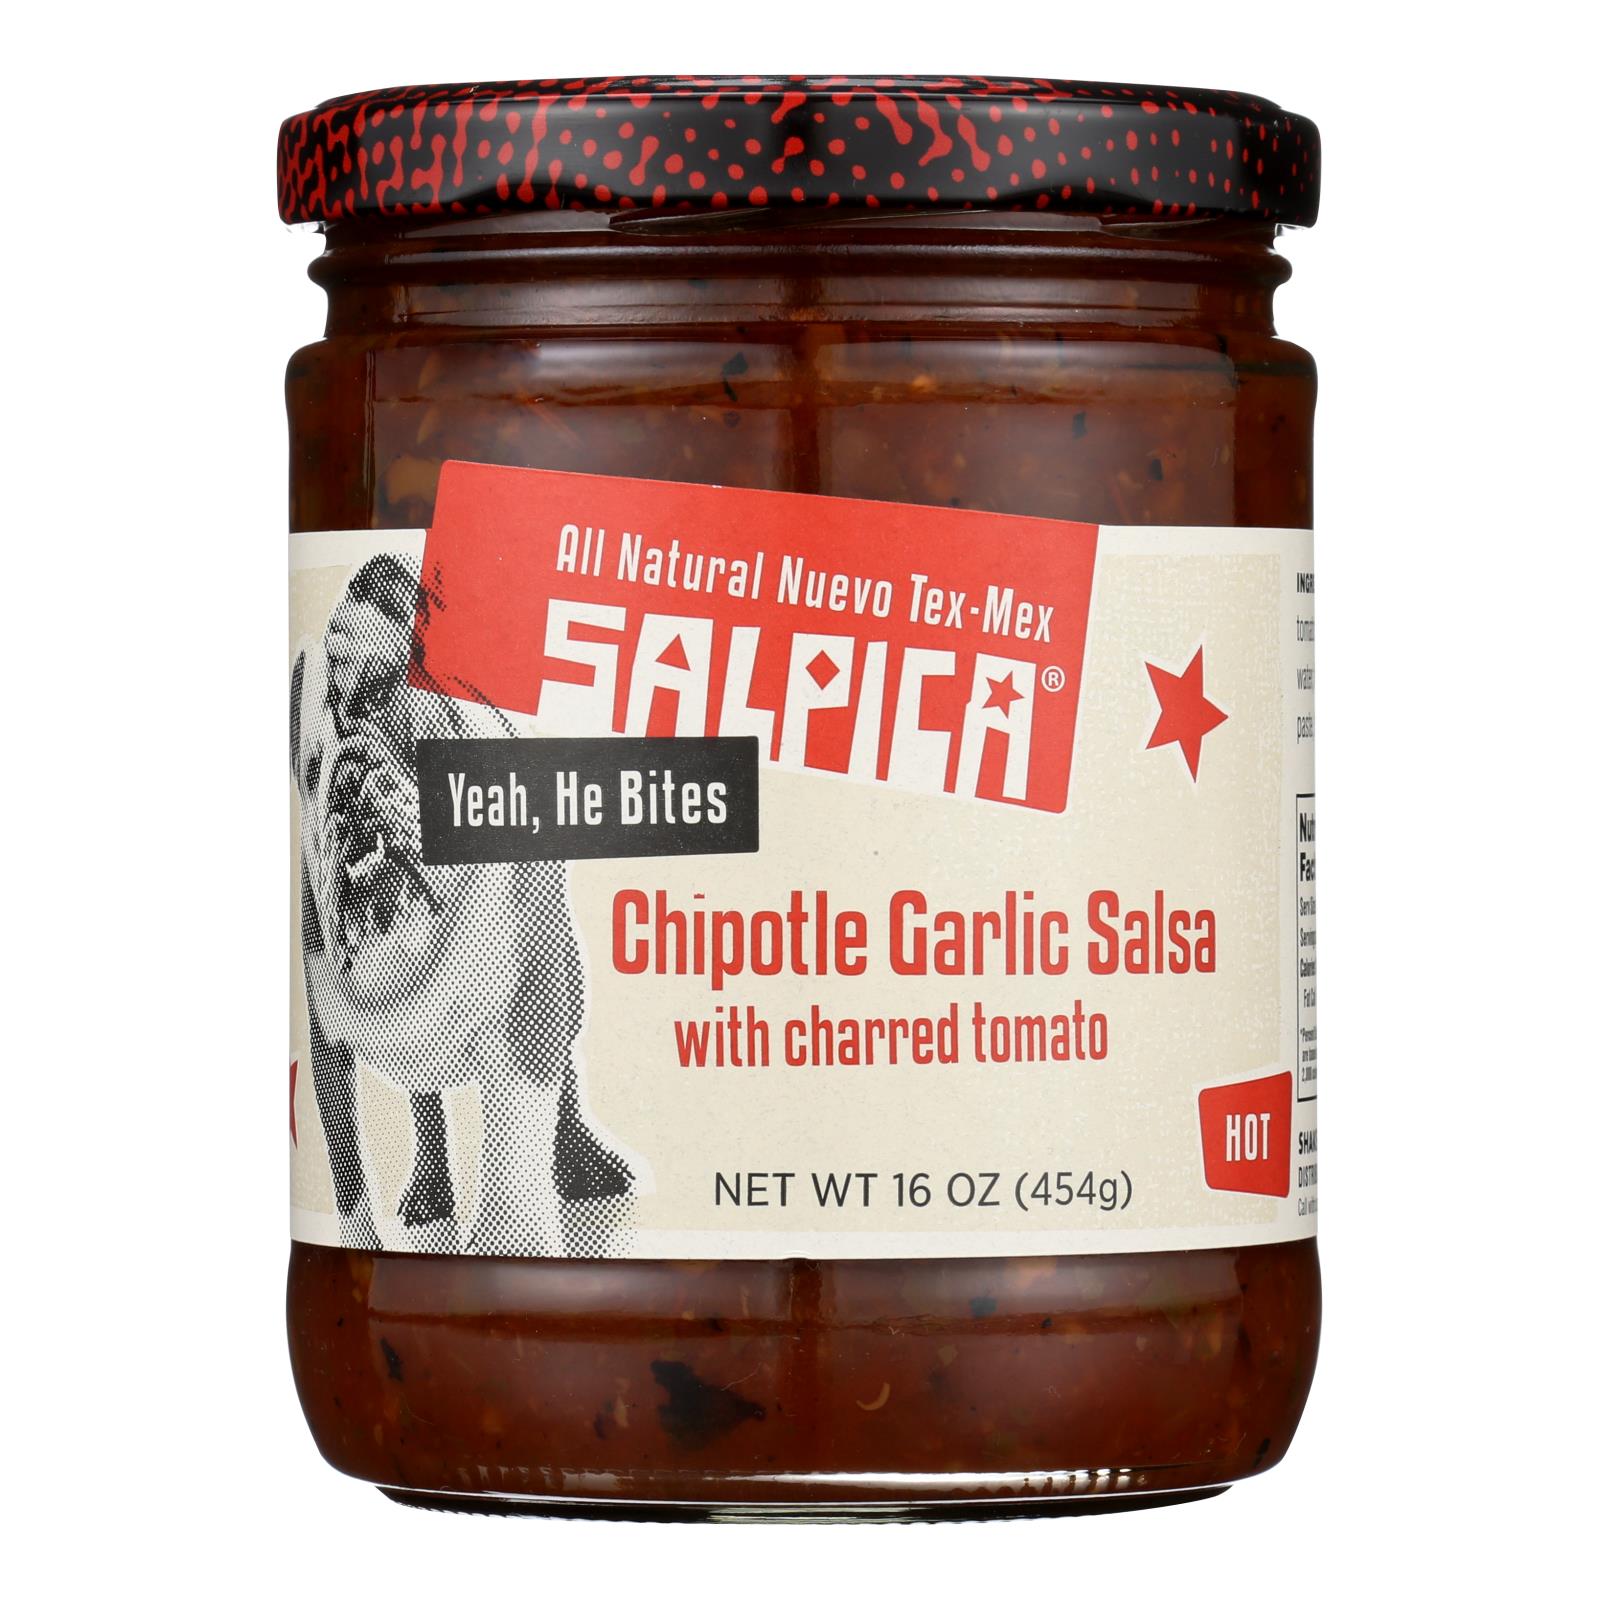 All Natural Nuevo Tex-Mex
SALPICA®
Yeah, He Bites
Chipotle Garlic Salsa
with charred tomato
HOT
NET WT 16 OZ (454g)